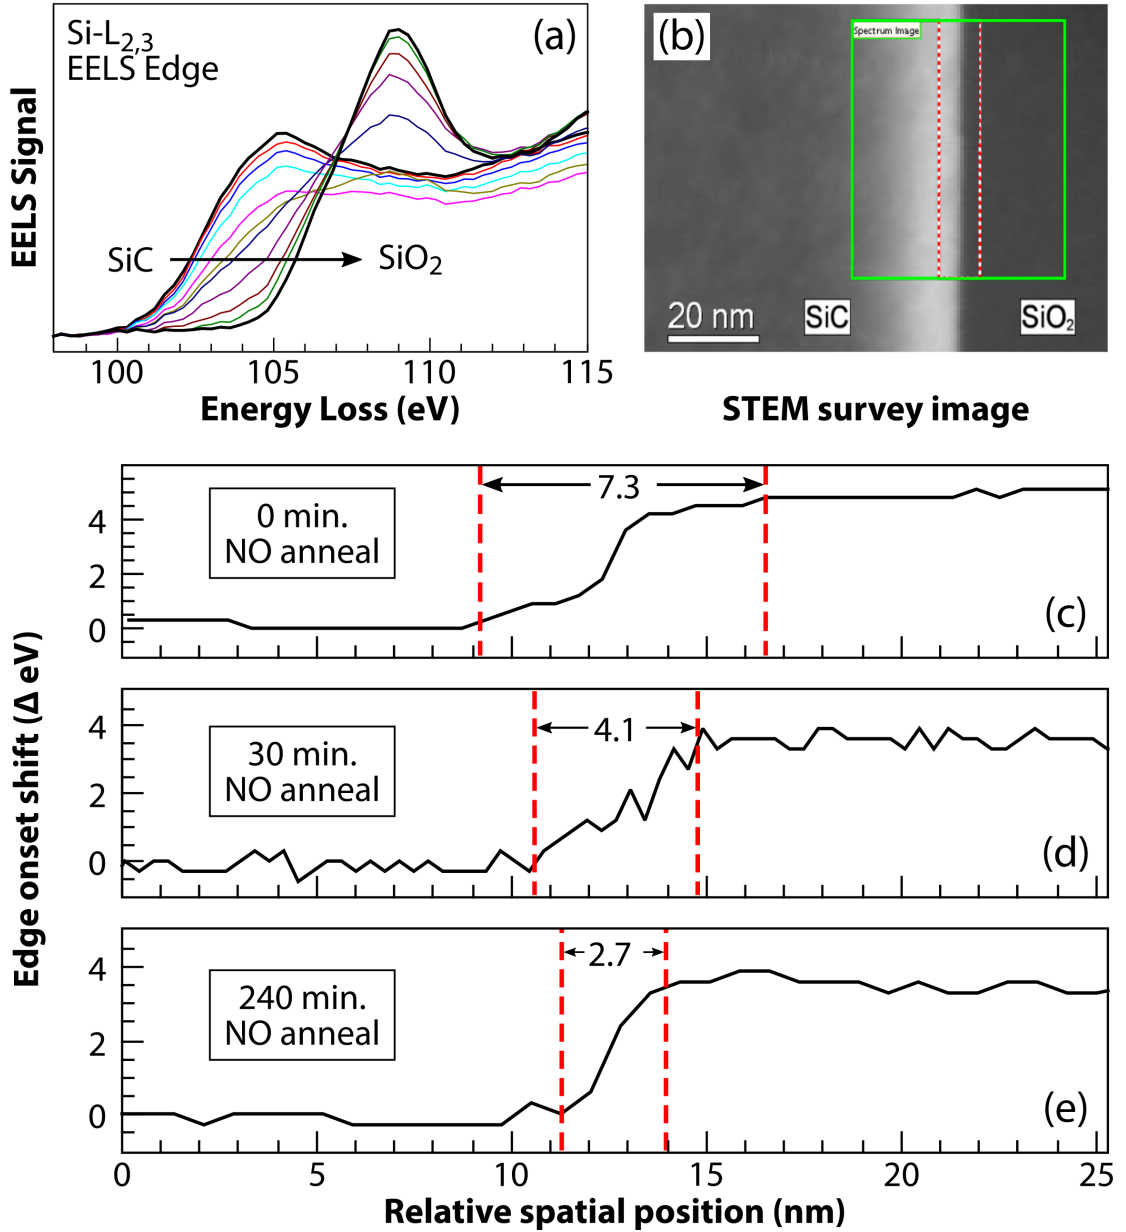 Si-L2,3
EELS Edge
(a)
EELS Signal
SiC
SiO2
100 105 110 115
Energy Loss (eV)
(b)
Spectrum Image
20 nm
SiC
SiO2
STEM survey image
Edge onset shift (Δ eV)
7.3
0 min.
NO anneal
4
2
0
(c)
4.1
30 min.
NO anneal
4
2
0
(d)
2.7
240 min.
NO anneal
4
2
0
(e)
0 5 10 15 20 25
Relative spatial position (nm)